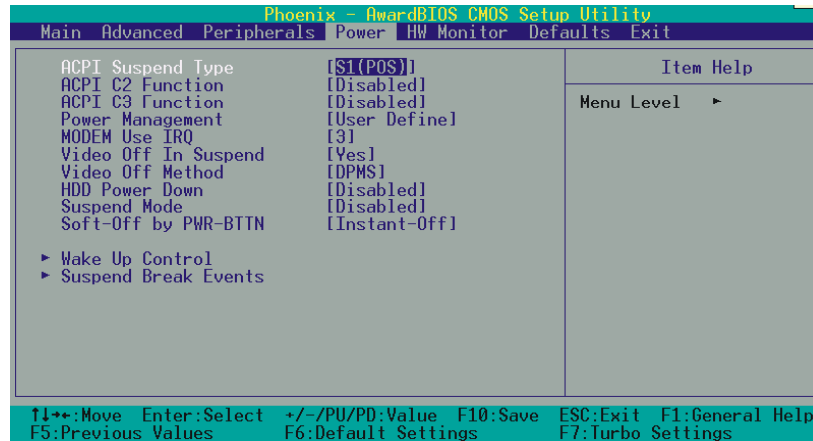 Phoenix - AwardBIOS CMOS Setup Utility
Main Advanced Peripherals Power HW Monitor Defaults Exit
ACPI Suspend Type [S1(POS)]
Item Help
ACPI C2 Function [Disabled]
ACPI C3 Function [Disabled]
Menu Level ►
Power Management [User Define]
MODEM Use IRQ [3]
Video Off In Suspend [Yes]
Video Off Method [DPMS]
HDD Power Down [Disabled]
Suspend Mode [Disabled]
Soft-Off by PWR-BTTN [Instant-Off]
► Wake Up Control
► Suspend Break Events
↑↓→←:Move Enter:Select +/-/PU/PD:Value F10:Save ESC:Exit F1:General Help
F5:Previous Values F6:Default Settings F7:Turbo Settings